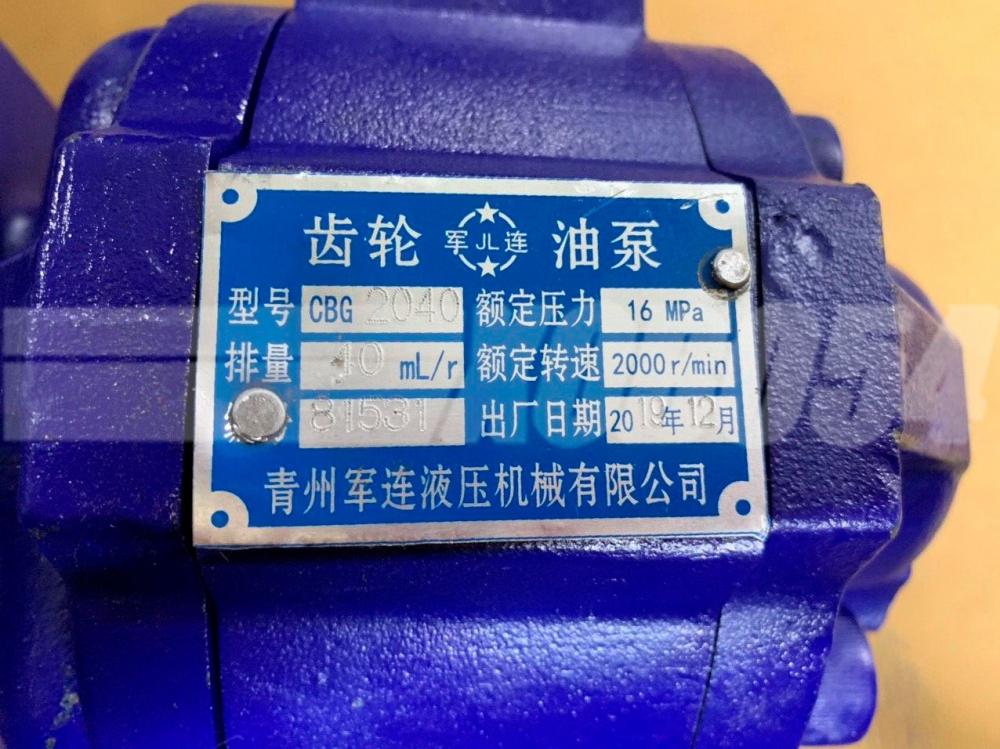 齿轮 军JL连 油泵
型号 CBG 2040 额定压力 16 MPa
排量 40 mL/r 额定转速 2000 r/min
81531 出厂日期 2019年12月
青州军连液压机械有限公司